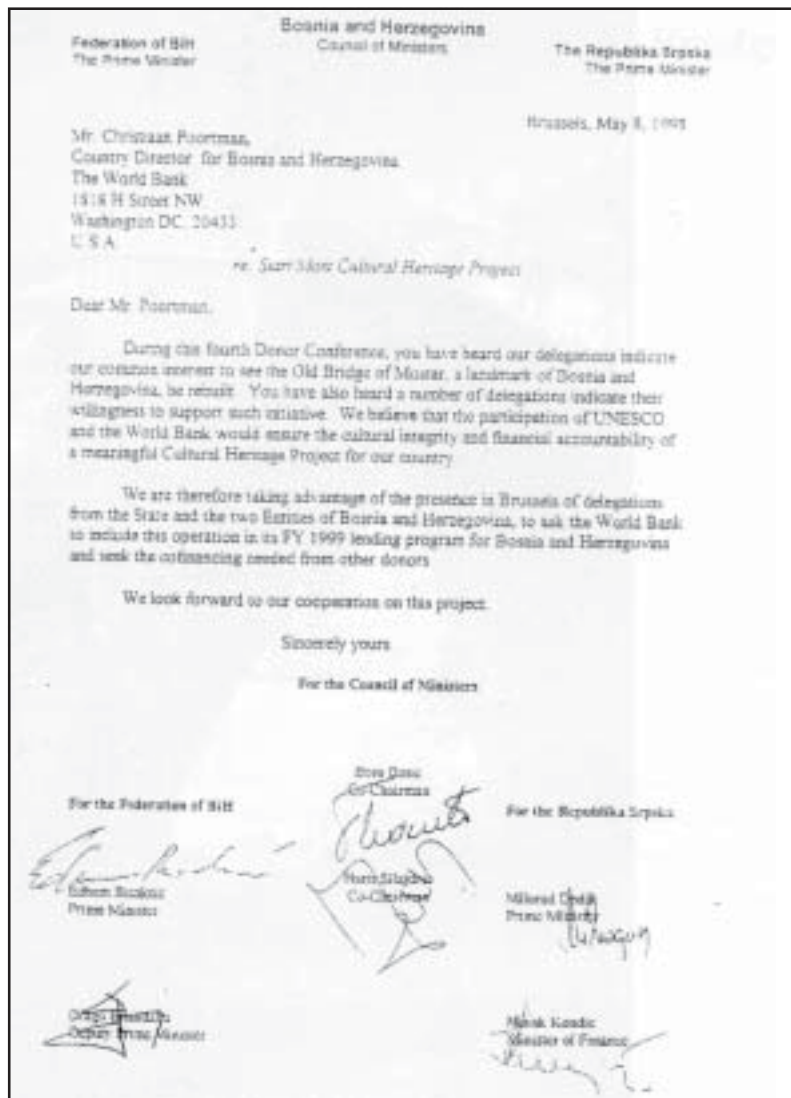 Bosnia and Herzegovina
Council of Ministers
Federation of BiH
The Prime Minister
The Republika Srpska
The Prime Minister
Brussels, May 8, 1998
Mr. Christiaan Poortman,
Country Director for Bosnia and Herzegovina
The World Bank
1818 H Street NW
Washington DC, 20433
U.S.A.
re. Stari Most Cultural Heritage Project
Dear Mr. Poortman,
During this fourth Donor Conference, you have heard our delegations indicate
our common interest to see the Old Bridge of Mostar, a landmark of Bosnia and
Herzegovina, be rebuilt. You have also heard a number of delegations indicate their
willingness to support such initiative. We believe that the participation of UNESCO
and the World Bank would ensure the cultural integrity and financial accountability of
a meaningful Cultural Heritage Project for our country
We are therefore taking advantage of the presence in Brussels of delegations
from the State and the two Entities of Bosnia and Herzegovina, to ask the World Bank
to include this operation in its FY 1999 lending program for Bosnia and Herzegovina
and seek the cofinancing needed from other donors
We look forward to our cooperation on this project.
Sincerely yours
For the Council of Ministers
Co-Chairman
For the Federation of BiH
For the Republika Srpska
Haris Silajdzic
Co-Chairman
Edhem Bicakcic
Prime Minister
Milorad Dodik
Prime Minister
Deputy Prime Minister
Novak Kondic
Minister of Finance